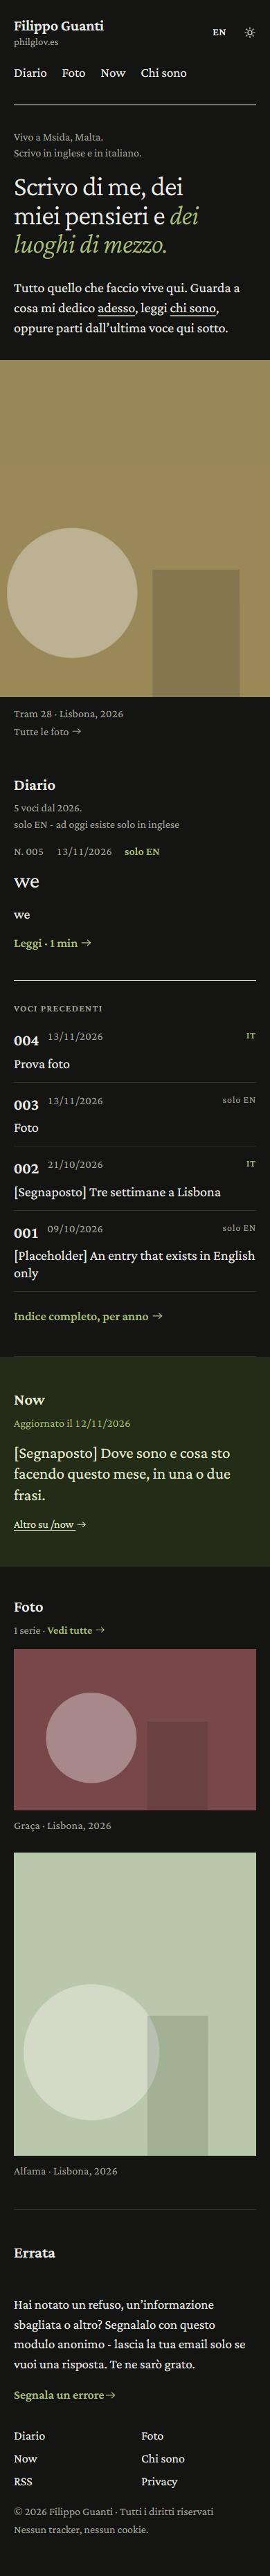 Filippo Guanti
philglov.es
EN
Diario Foto Now Chi sono
Vivo a Msida, Malta.
Scrivo in inglese e in italiano.
Scrivo di me, dei
miei pensieri e dei
luoghi di mezzo.
Tutto quello che faccio vive qui. Guarda a
cosa mi dedico adesso, leggi chi sono,
oppure parti dall’ultima voce qui sotto.
Tram 28 · Lisbona, 2026
Tutte le foto →
Diario
5 voci dal 2026.
solo EN - ad oggi esiste solo in inglese
N. 005 13/11/2026 solo EN
we
we
Leggi · 1 min →
VOCI PRECEDENTI
004 13/11/2026 IT
Prova foto
003 13/11/2026 solo EN
Foto
002 21/10/2026 IT
[Segnaposto] Tre settimane a Lisbona
001 09/10/2026 solo EN
[Placeholder] An entry that exists in English
only
Indice completo, per anno →
Now
Aggiornato il 12/11/2026
[Segnaposto] Dove sono e cosa sto
facendo questo mese, in una o due
frasi.
Altro su /now →
Foto
1 serie · Vedi tutte →
Graça · Lisbona, 2026
Alfama · Lisbona, 2026
Errata
Hai notato un refuso, un’informazione
sbagliata o altro? Segnalalo con questo
modulo anonimo - lascia la tua email solo se
vuoi una risposta. Te ne sarò grato.
Segnala un errore→
Diario Foto
Now Chi sono
RSS Privacy
© 2026 Filippo Guanti · Tutti i diritti riservati
Nessun tracker, nessun cookie.